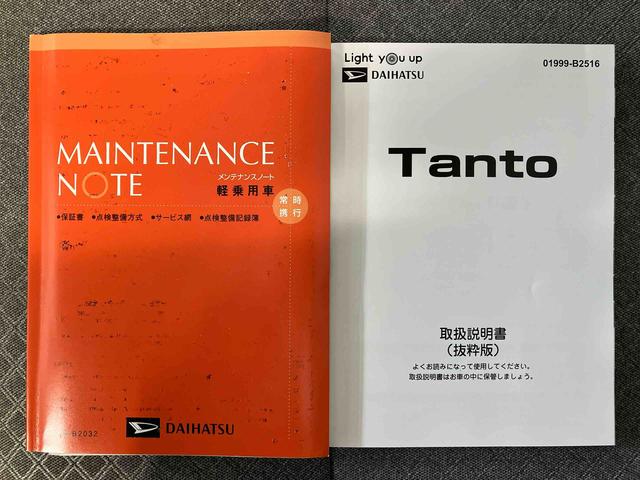 MAINTENANCE
NOTE
メンテナンスノート
軽乗用車
常時
携行
●保証書 ●点検整備方式 ●サービス網 ●点検整備記録簿
B2032
DAIHATSU
Light you up
DAIHATSU
01999-B2516
Tanto
取扱説明書
（抜粋版）
よくお読みになって使用してください。
取扱説明書はお車の中に保管しましょう。